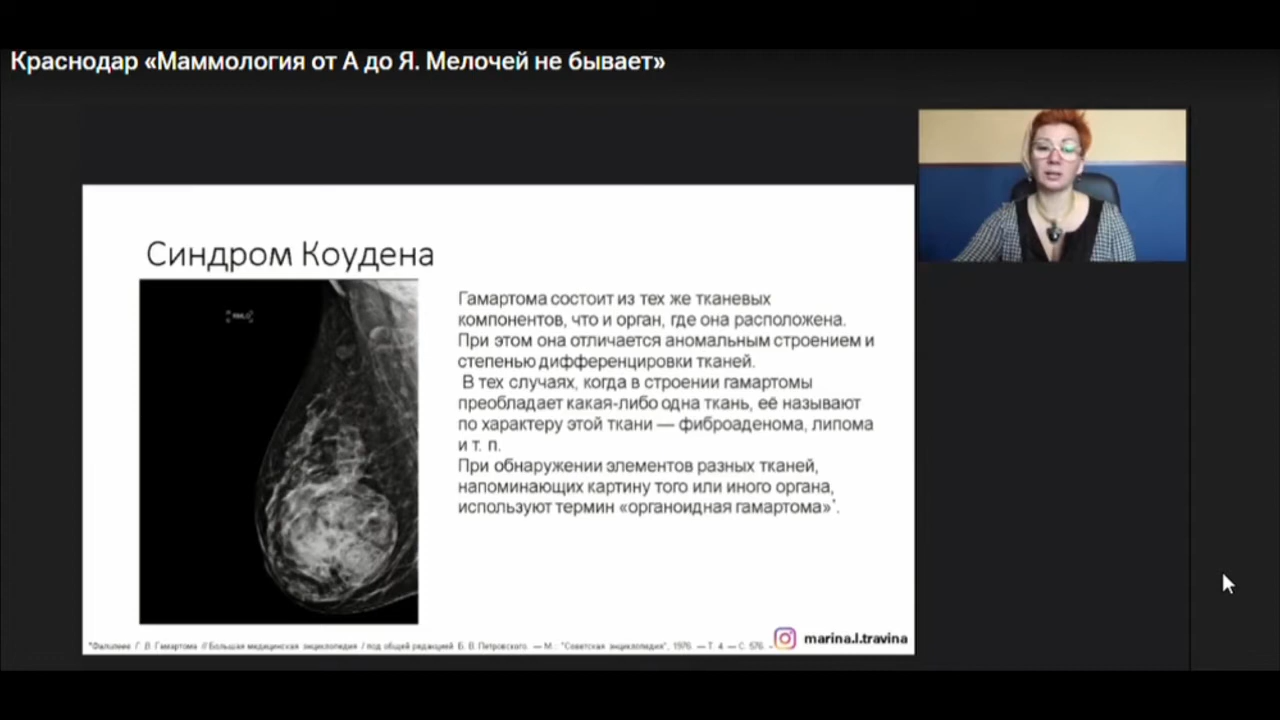 Краснодар «Маммология от А до Я. Мелочей не бывает»
Синдром Коудена
Гамартома состоит из тех же тканевых
компонентов, что и орган, где она расположена.
При этом она отличается аномальным строением и
степенью дифференцировки тканей.
В тех случаях, когда в строении гамартомы
преобладает какая-либо одна ткань, её называют
по характеру этой ткани — фиброаденома, липома
и т. п.
При обнаружении элементов разных тканей,
напоминающих картину того или иного органа,
используют термин «органоидная гамартома»*.
Г. В. Гамартома // Большая медицинская энциклопедия / под общей редакцией Б. В. Петровского. — М.: "Советская энциклопедия", 1976. — Т. 4. — С. 576. -
marina.l.travina